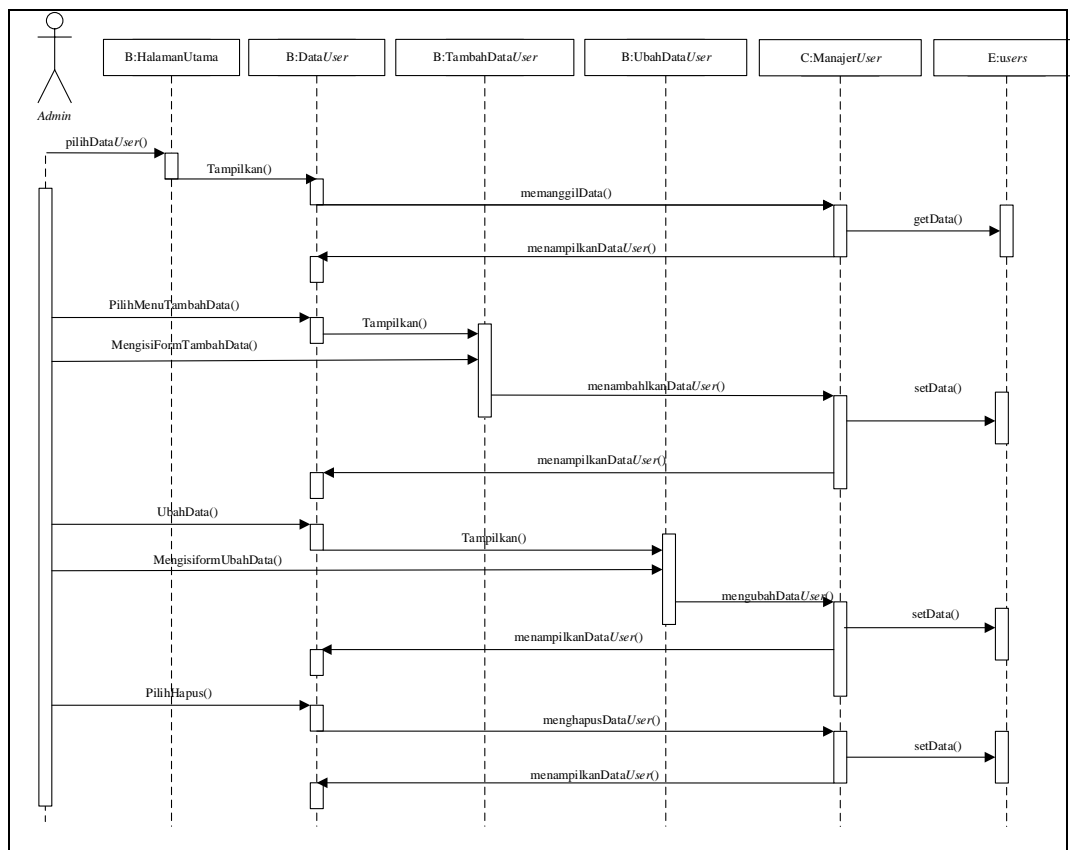 B:HalamanUtama
B:DataUser
B:TambahDataUser
B:UbahDataUser
C:ManajerUser
E:users
Admin
pilihDataUser()
Tampilkan()
memanggilData()
getData()
menampilkanDataUser()
PilihMenuTambahData()
Tampilkan()
MengisiFormTambahData()
menambahlkanDataUser()
setData()
menampilkanDataUser()
UbahData()
Tampilkan()
MengisiformUbahData()
mengubahDataUser()
setData()
menampilkanDataUser()
PilihHapus()
menghapusDataUser()
setData()
menampilkanDataUser()